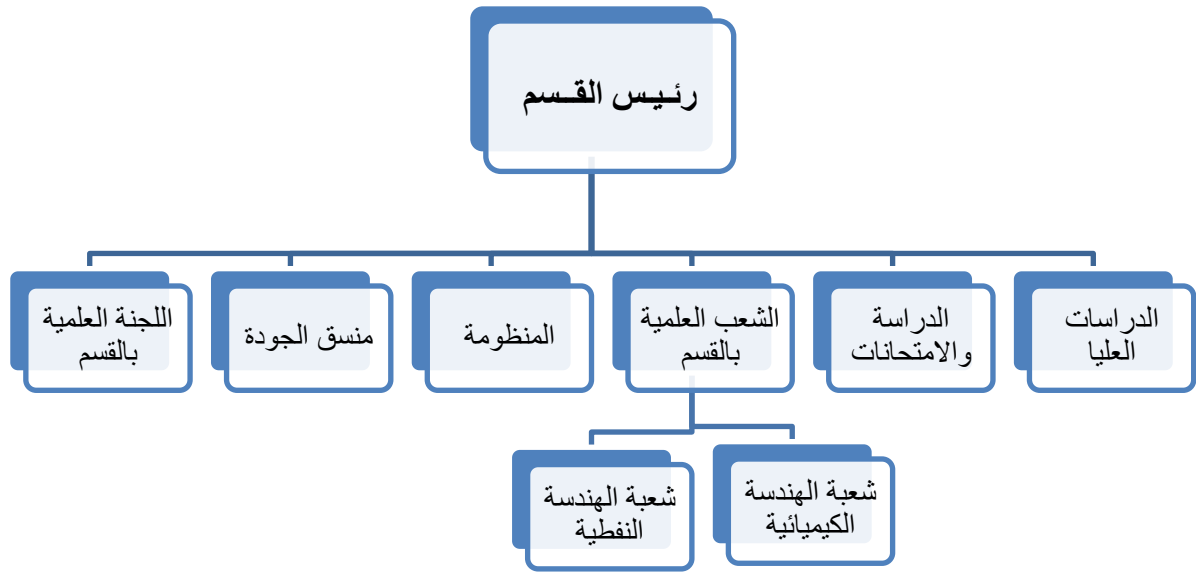 رئيس القسم
الدراسات
العليا
الدراسة
والامتحانات
الشعب العلمية
بالقسم
المنظومة
منسق الجودة
اللجنة العلمية
بالقسم
شعبة الهندسة
الكيميائية
شعبة الهندسة
النفطية